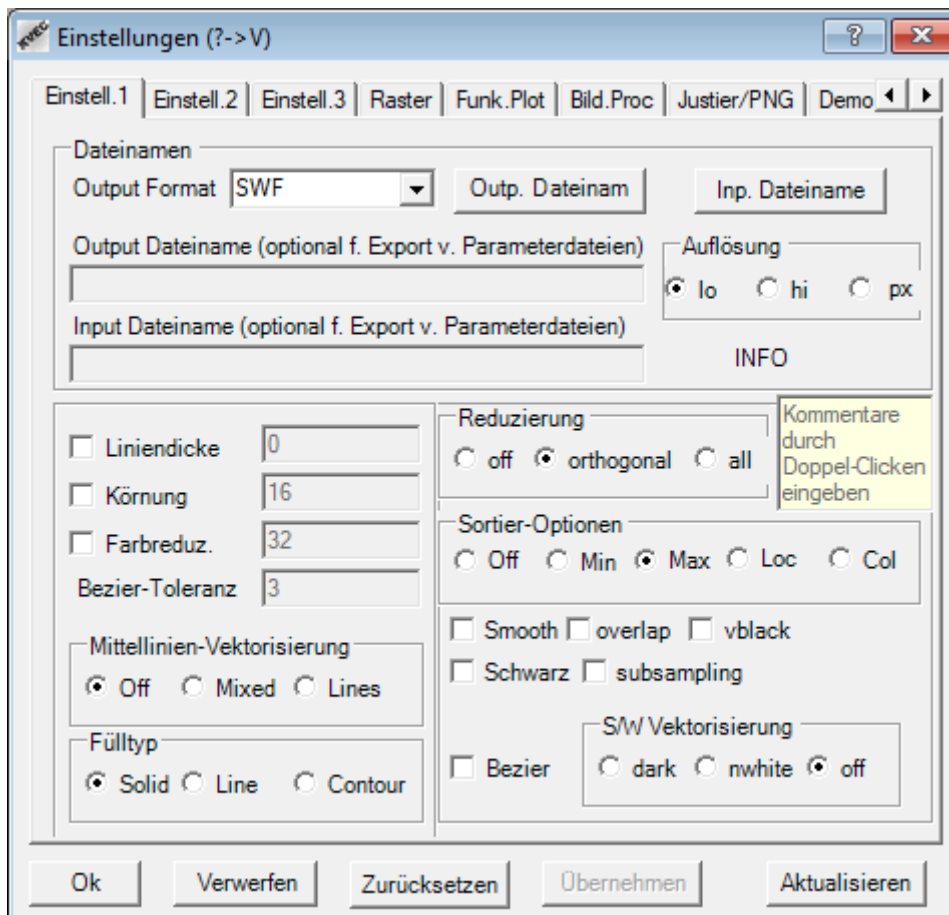 KVEC Einstellungen (?->V)
Einstell.1 Einstell.2 Einstell.3 Raster Funk.Plot Bild.Proc Justier/PNG Demo
Dateinamen
Output Format SWF Outp. Dateinam Inp. Dateiname
Output Dateiname (optional f. Export v. Parameterdateien)
Auflösung
lo hi px
Input Dateiname (optional f. Export v. Parameterdateien)
INFO
Liniendicke 0
Körnung 16
Farbreduz. 32
Bezier-Toleranz 3
Mittellinien-Vektorisierung
Off Mixed Lines
Fülltyp
Solid Line Contour
Reduzierung
off orthogonal all
Kommentare
durch
Doppel-Clicken
eingeben
Sortier-Optionen
Off Min Max Loc Col
Smooth overlap vblack
Schwarz subsampling
S/W Vektorisierung
Bezier dark nwhite off
Ok Verwerfen Zurücksetzen Übernehmen Aktualisieren